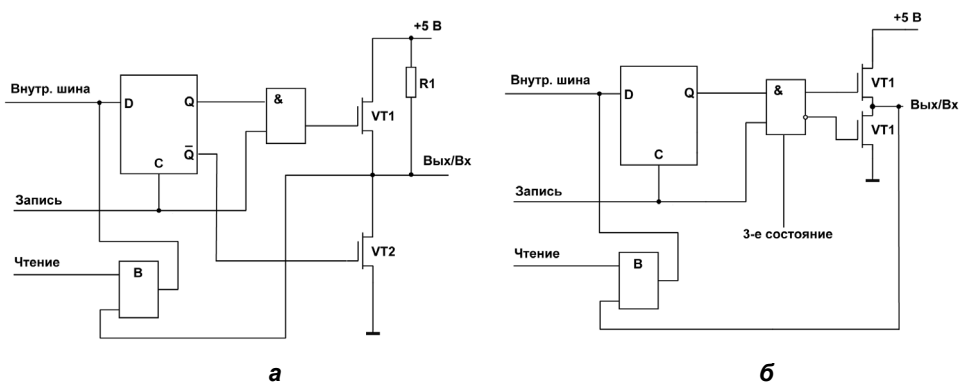 +5 В
Внутр. шина
D
Q
&
R1
VT1
Q
C
Вых/Вх
Запись
VT2
Чтение
В
а
+5 В
Внутр. шина
D
Q
&
VT1
Вых/Вх
VT1
C
Запись
3-е состояние
Чтение
В
б